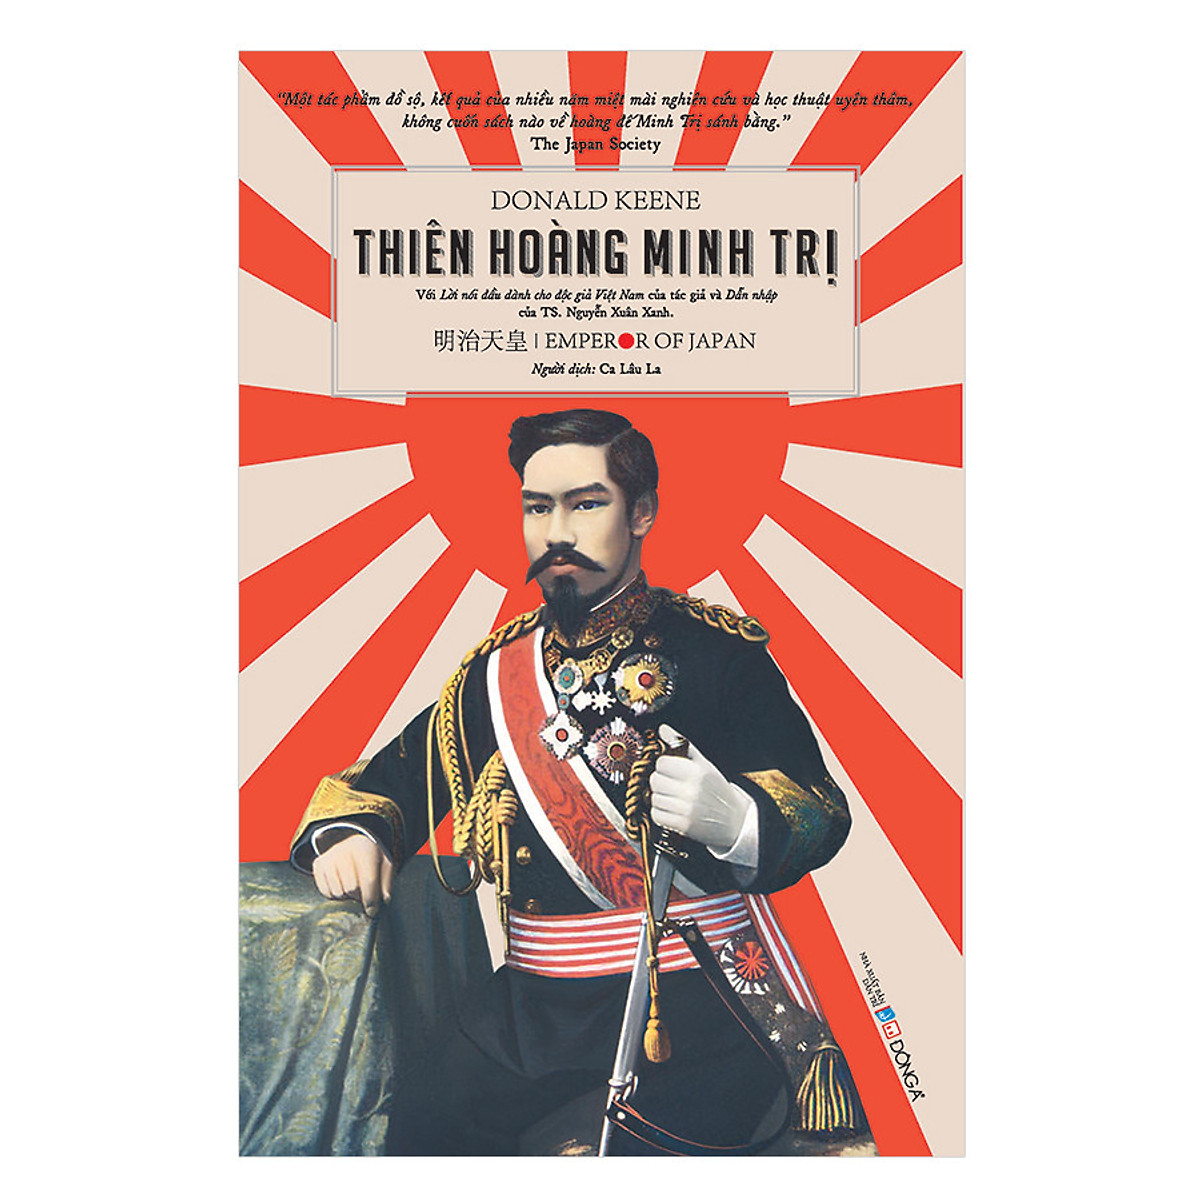 “Một tác phẩm đồ sộ, kết quả của nhiều năm miệt mài nghiên cứu và học thuật uyên thâm,
không cuốn sách nào về hoàng đế Minh Trị sánh bằng.”
The Japan Society
DONALD KEENE
THIÊN HOÀNG MINH TRỊ
Với Lời nói đầu dành cho độc giả Việt Nam của tác giả và Dẫn nhập
của TS. Nguyễn Xuân Xanh.
明治天皇 | EMPEROR OF JAPAN
Người dịch: Ca Lâu La
ĐÔNG A